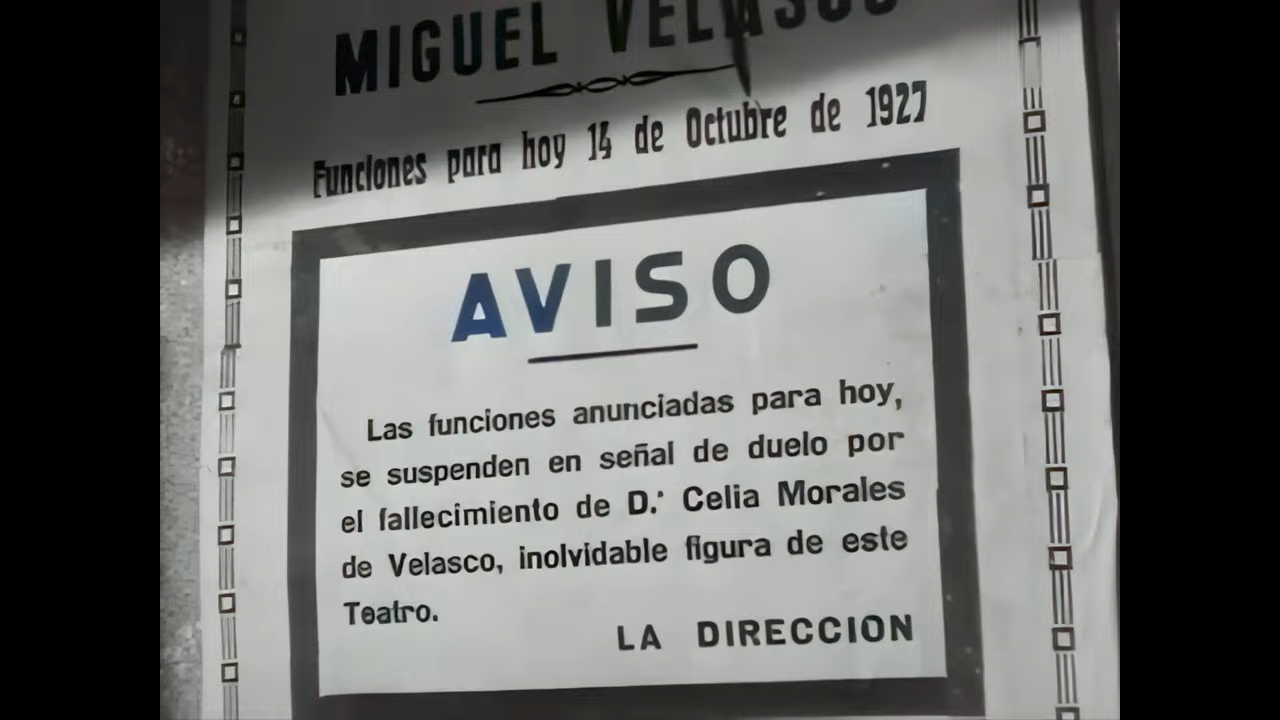 MIGUEL VELASCO
Funciones para hoy 14 de Octubre de 1927
AVISO
Las funciones anunciadas para hoy,
se suspenden en señal de duelo por
el fallecimiento de D.ª Celia Morales
de Velasco, inolvidable figura de este
Teatro.
LA DIRECCION